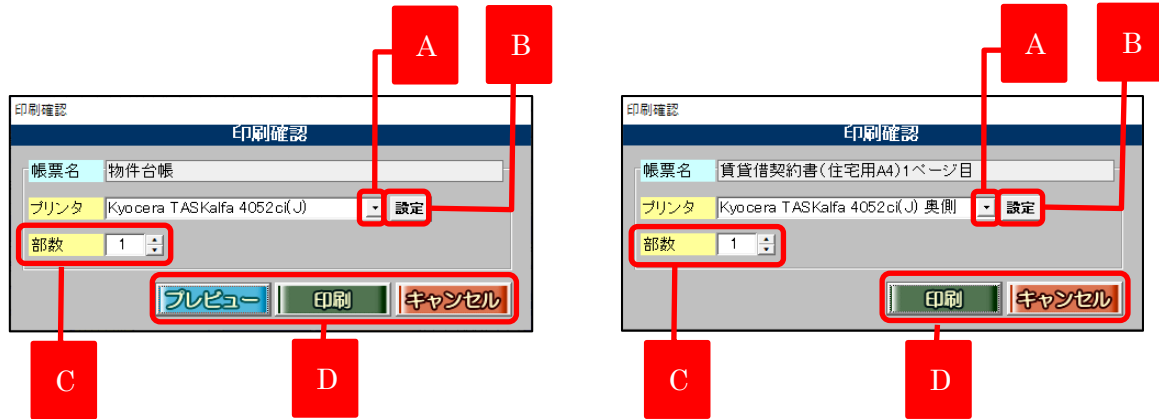 A
B
印刷確認
印刷確認
帳票名 物件台帳
プリンタ Kyocera TASKalfa 4052ci(J) 設定
部数 1
プレビュー 印刷 キャンセル
C
D
A
B
印刷確認
印刷確認
帳票名 賃貸借契約書(住宅用A4)1ページ目
プリンタ Kyocera TASKalfa 4052ci(J) 奥側 設定
部数 1
印刷 キャンセル
C
D